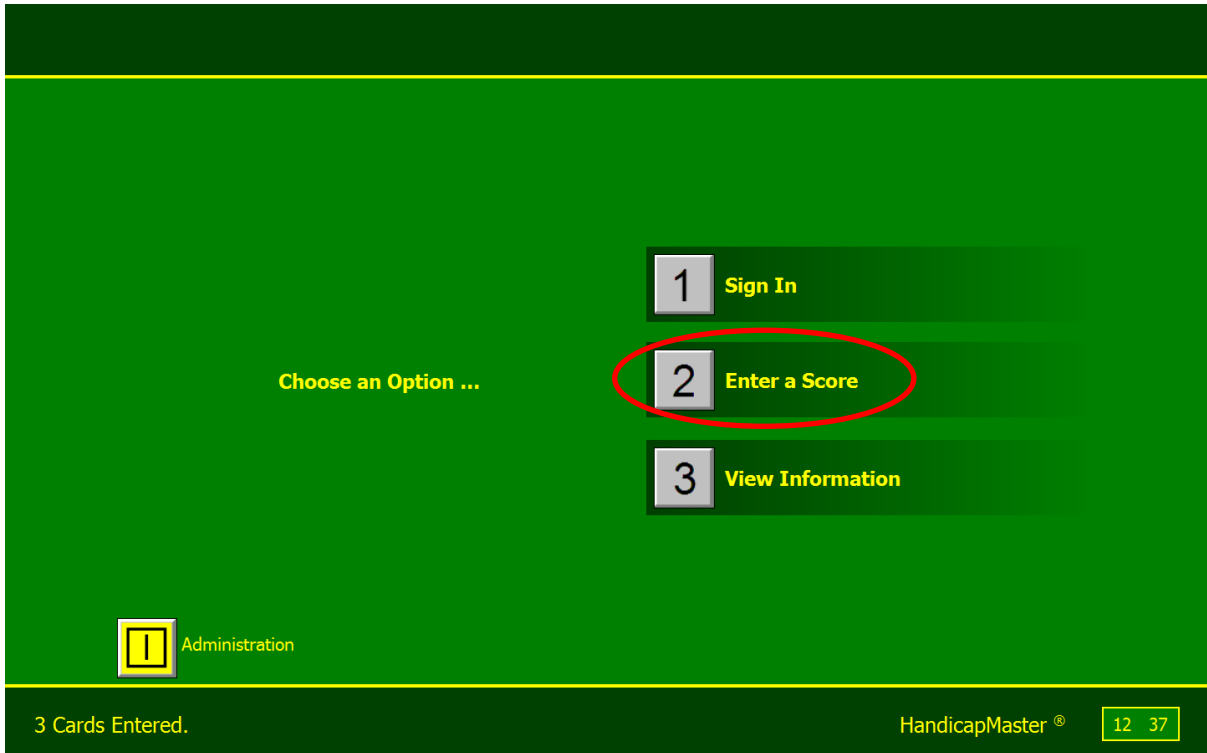 1 Sign In
Choose an Option ...
2 Enter a Score
3 View Information
I Administration
3 Cards Entered.
HandicapMaster ®
12 37